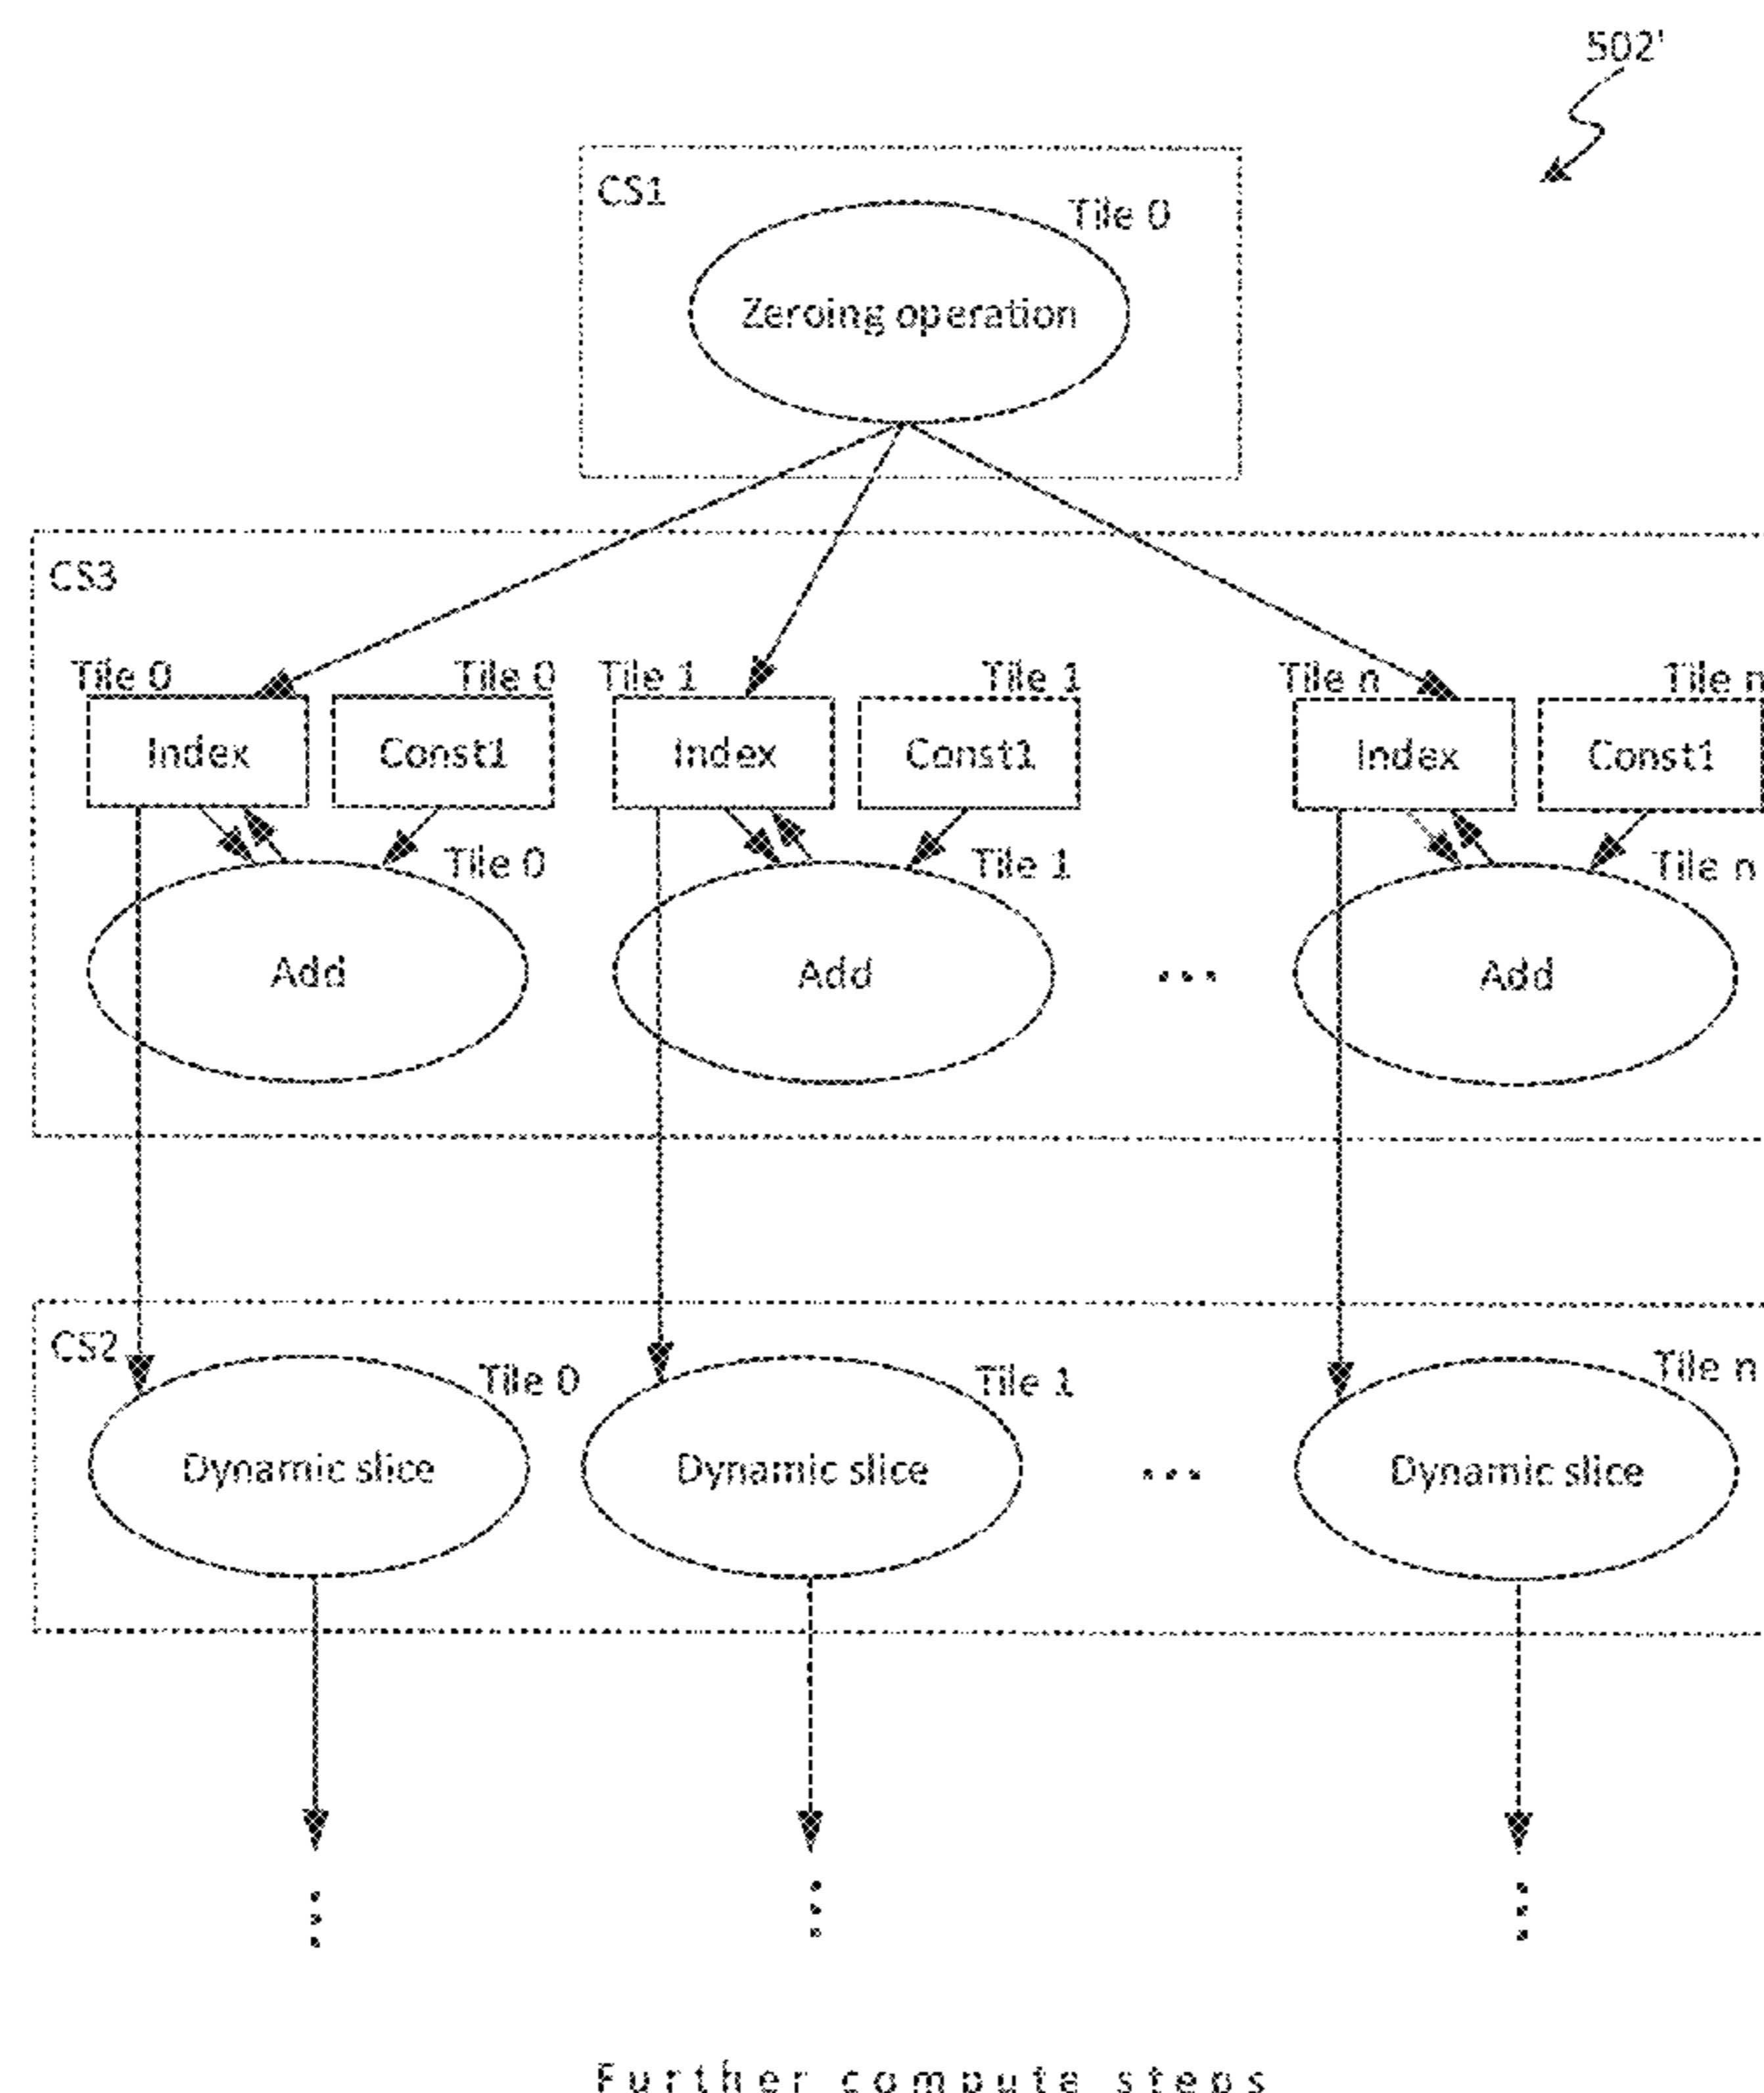 502'
CS1
Tile 0
Zeroing operation
CS3
Tile 0 Tile 0 Tile 1 Tile 1 Tile n Tile n
Index Const1 Index Const1 Index Const1
Tile 0 Tile 1 Tile n
Add Add ... Add
CS2
Tile 0 Tile 1 Tile n
Dynamic slice Dynamic slice ... Dynamic slice
Further compute steps